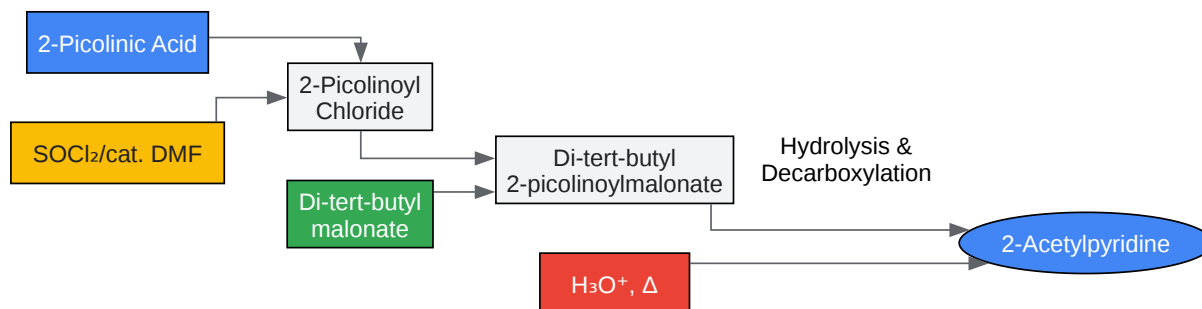 2-Picolinic Acid
SOCl₂/cat. DMF
2-Picolinoyl
Chloride
Di-tert-butyl
malonate
Di-tert-butyl
2-picolinoylmalonate
H₃O⁺, Δ
Hydrolysis &
Decarboxylation
2-Acetylpyridine